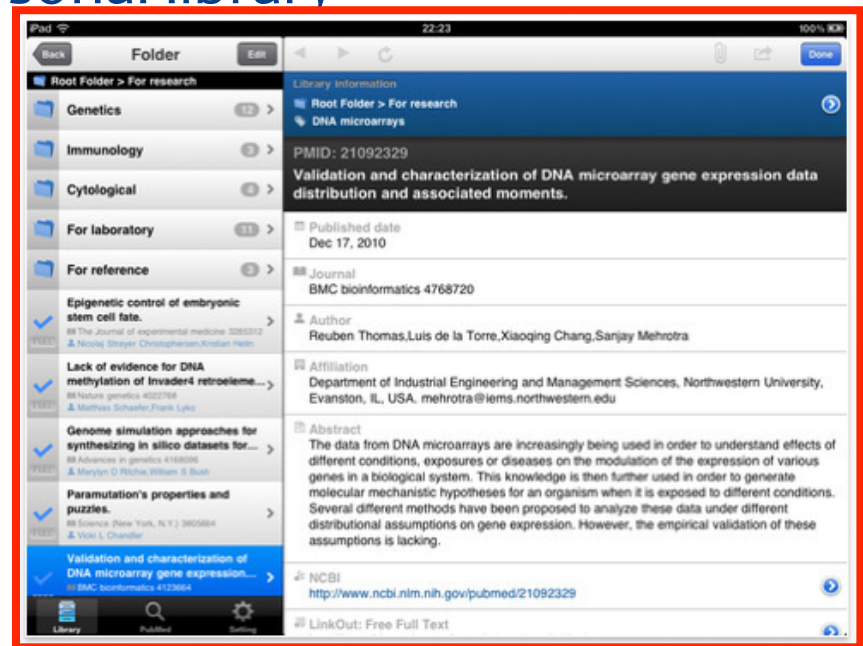 sonal library
iPad 22:23 100%
Back Folder Edit Done
Root Folder > For research
Genetics 12
Immunology 3
Cytological 4
For laboratory 11
For reference 3
Epigenetic control of embryonic
stem cell fate.
The Journal of experimental medicine 3285312
Nicolaj Strøyer Christophersen,Kristian Helin
Lack of evidence for DNA
methylation of Invader4 retroeleme...
Nature genetics 4022768
Matthias Schaefer,Frank Lyko
Genome simulation approaches for
synthesizing in silico datasets for...
Advances in genetics 4168096
Marylyn D Ritchie,William S Bush
Paramutation's properties and
puzzles.
Science (New York, N.Y.) 3805664
Vicki L Chandler
Validation and characterization of
DNA microarray gene expression...
BMC bioinformatics 4123664
Library PubMed Setting
Library Information
Root Folder > For research
DNA microarrays
PMID: 21092329
Validation and characterization of DNA microarray gene expression data
distribution and associated moments.
Published date
Dec 17, 2010
Journal
BMC bioinformatics 4768720
Author
Reuben Thomas,Luis de la Torre,Xiaoqing Chang,Sanjay Mehrotra
Affiliation
Department of Industrial Engineering and Management Sciences, Northwestern University,
Evanston, IL, USA. mehrotra@iems.northwestern.edu
Abstract
The data from DNA microarrays are increasingly being used in order to understand effects of
different conditions, exposures or diseases on the modulation of the expression of various
genes in a biological system. This knowledge is then further used in order to generate
molecular mechanistic hypotheses for an organism when it is exposed to different conditions.
Several different methods have been proposed to analyze these data under different
distributional assumptions on gene expression. However, the empirical validation of these
assumptions is lacking.
NCBI
http://www.ncbi.nlm.nih.gov/pubmed/21092329
LinkOut: Free Full Text